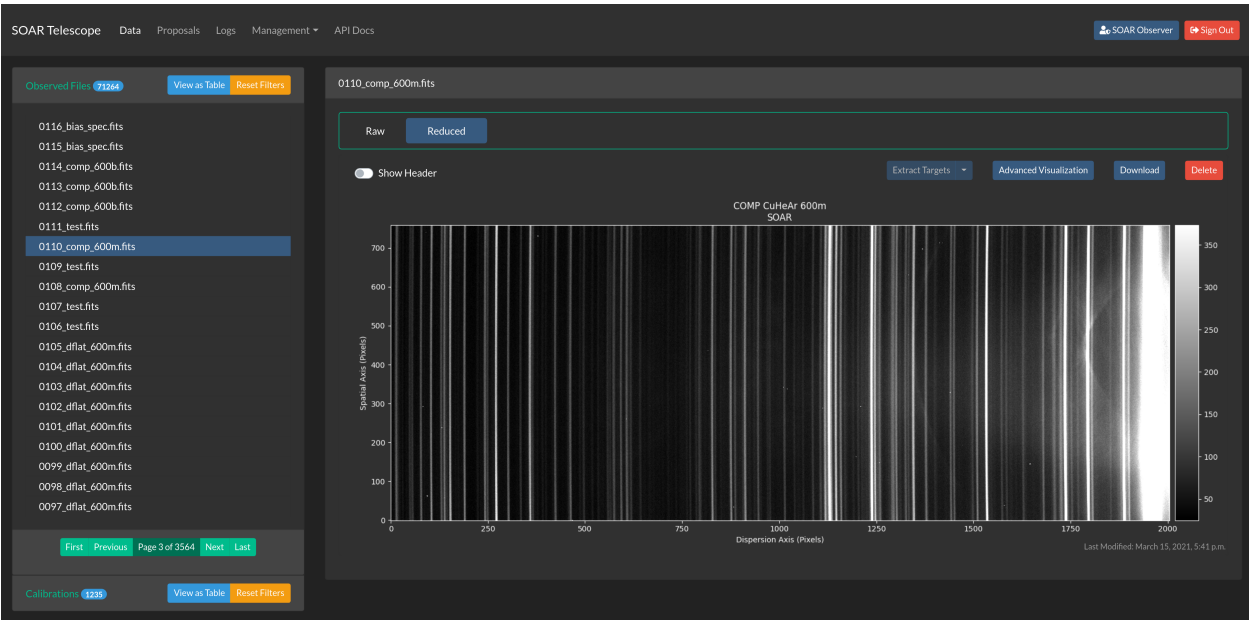 SOAR Telescope Data Proposals Logs Management API Docs SOAR Observer Sign Out
Observed Files 71264 View as Table Reset Filters
0116_bias_spec.fits
0115_bias_spec.fits
0114_comp_600b.fits
0113_comp_600b.fits
0112_comp_600b.fits
0111_test.fits
0110_comp_600m.fits
0109_test.fits
0108_comp_600m.fits
0107_test.fits
0106_test.fits
0105_dflat_600m.fits
0104_dflat_600m.fits
0103_dflat_600m.fits
0102_dflat_600m.fits
0101_dflat_600m.fits
0100_dflat_600m.fits
0099_dflat_600m.fits
0098_dflat_600m.fits
0097_dflat_600m.fits
First Previous Page 3 of 3564 Next Last
Calibrations 1235 View as Table Reset Filters
0110_comp_600m.fits
Raw Reduced
Show Header Extract Targets Advanced Visualization Download Delete
COMP CuHeAr 600m
SOAR
Spatial Axis (Pixels)
700
600
500
400
300
200
100
0
0 250 500 750 1000 1250 1500 1750 2000
Dispersion Axis (Pixels)
350
300
250
200
150
100
50
Last Modified: March 15, 2021, 5:41 p.m.